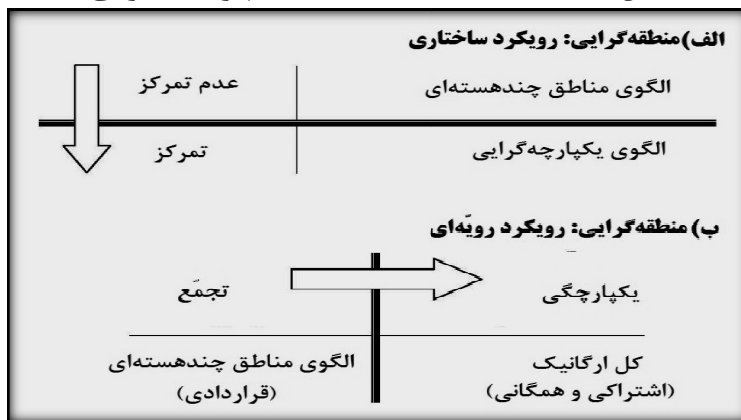 الف)منطقه‌گرایی: رویکرد ساختاری
الگوی مناطق چندهسته‌ای
عدم تمرکز
الگوی یکپارچه‌گرایی
تمرکز
ب)منطقه‌گرایی: رویکرد رویّه‌ای
یکپارچگی
تجمّع
کل ارگانیک
(اشتراکی و همگانی)
الگوی مناطق چندهسته‌ای
(قراردادی)